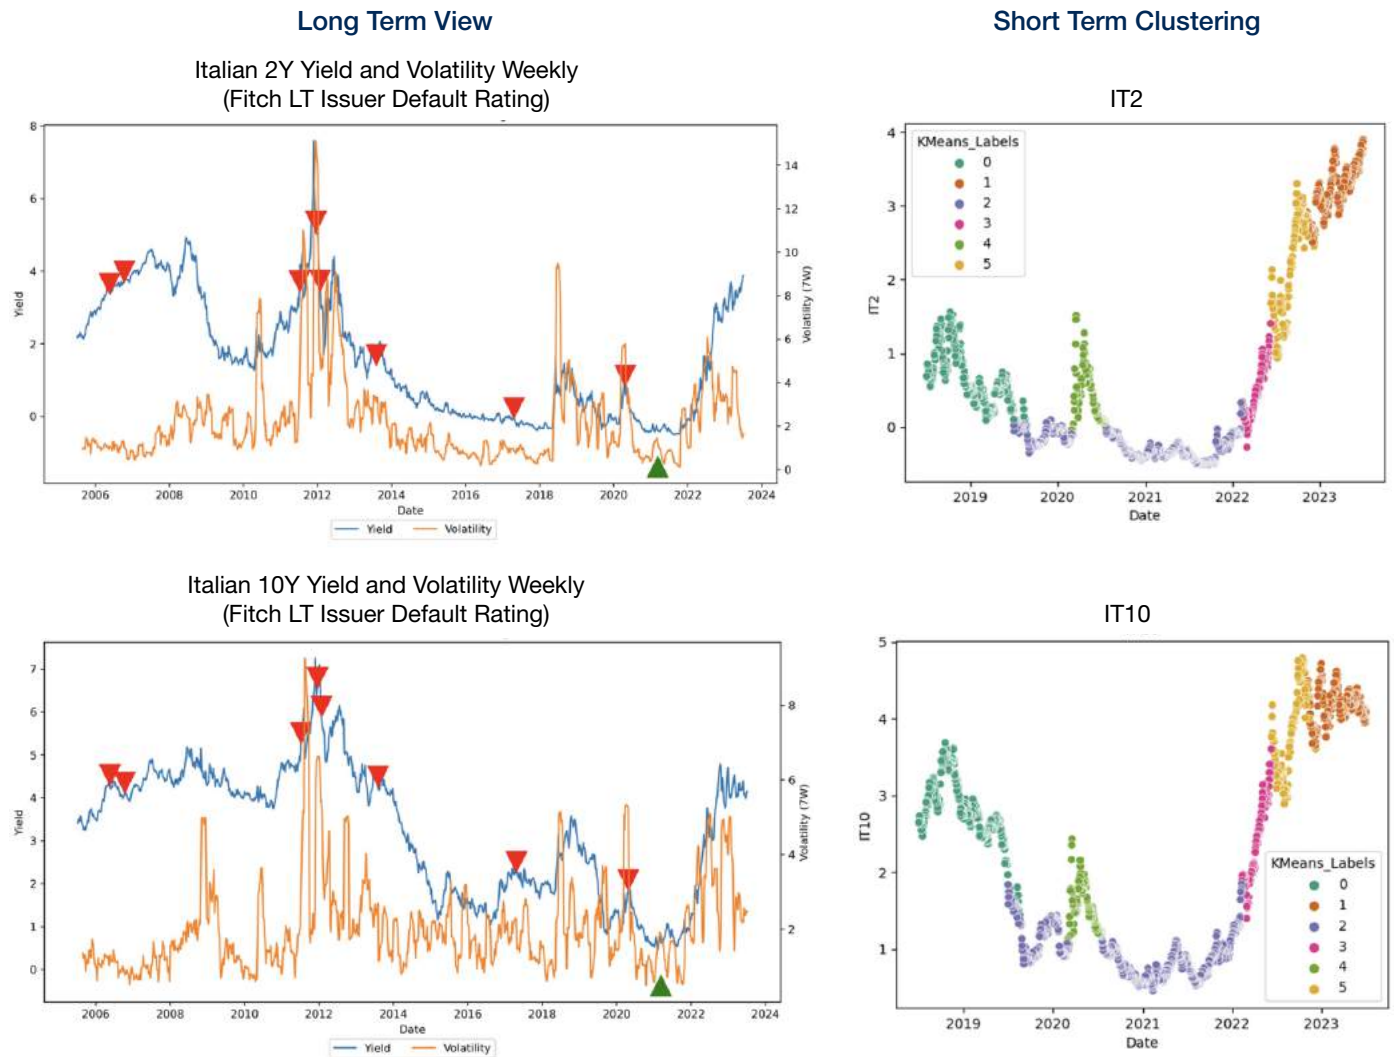 Long Term View
Short Term Clustering
Italian 2Y Yield and Volatility Weekly
(Fitch LT Issuer Default Rating)
8
6
4
2
0
Yield
14
12
10
8
6
4
2
0
Volatility (7W)
2006 2008 2010 2012 2014 2016 2018 2020 2022 2024
Date
Yield Volatility
IT2
4
3
2
1
0
IT2
KMeans_Labels
0
1
2
3
4
5
2019 2020 2021 2022 2023
Date
Italian 10Y Yield and Volatility Weekly
(Fitch LT Issuer Default Rating)
7
6
5
4
3
2
1
0
Yield
8
6
4
2
Volatility (7W)
2006 2008 2010 2012 2014 2016 2018 2020 2022 2024
Date
Yield Volatility
IT10
5
4
3
2
1
IT10
KMeans_Labels
0
1
2
3
4
5
2019 2020 2021 2022 2023
Date